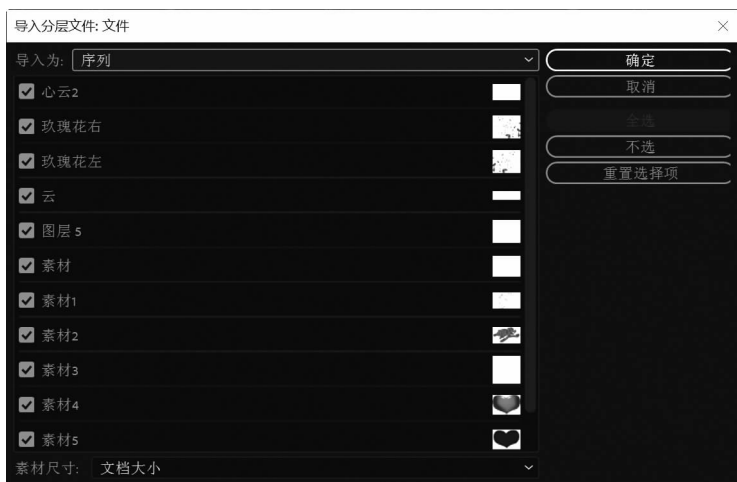 导入分层文件: 文件
导入为: 序列
确定
取消
全选
不选
重置选择项
心云2
玫瑰花右
玫瑰花左
云
图层 5
素材
素材1
素材2
素材3
素材4
素材5
素材尺寸: 文档大小